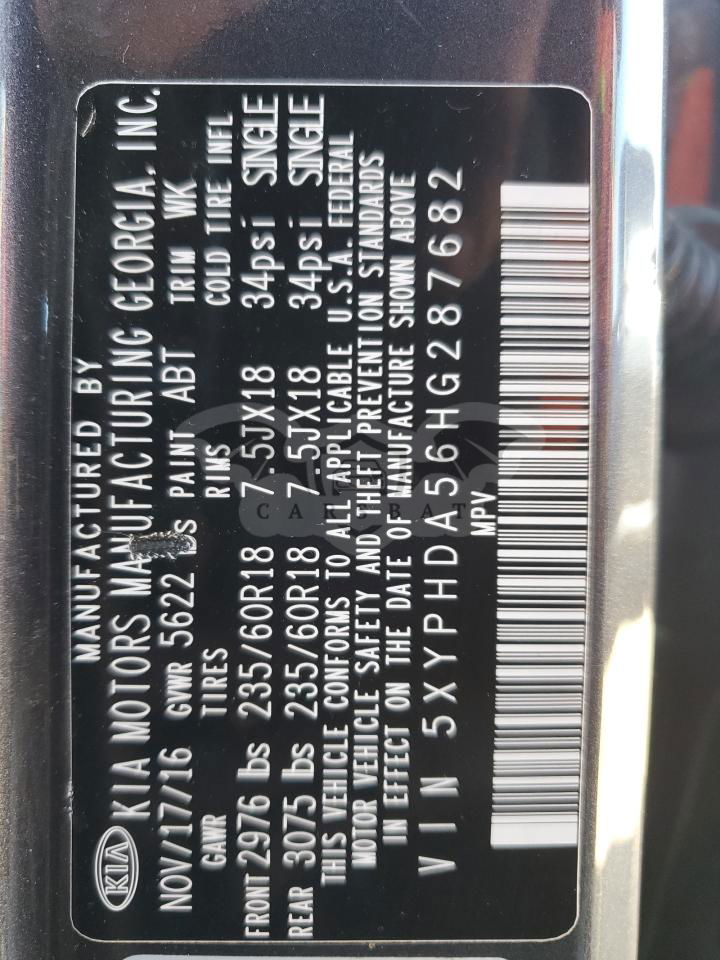 MANUFACTURED BY
KIA KIA MOTORS MANUFACTURING GEORGIA, INC.
NOV/17/16 GVWR 5622 lbs PAINT ABT TRIM WK
GAWR TIRES RIMS COLD TIRE INFL
FRONT 2976 lbs 235/60R18 7.5JX18 34psi SINGLE
REAR 3075 lbs 235/60R18 7.5JX18 34psi SINGLE
THIS VEHICLE CONFORMS TO ALL APPLICABLE U.S.A. FEDERAL
MOTOR VEHICLE SAFETY AND THEFT PREVENTION STANDARDS
IN EFFECT ON THE DATE OF MANUFACTURE SHOWN ABOVE
VIN 5XYPHDA56HG287682
MPV